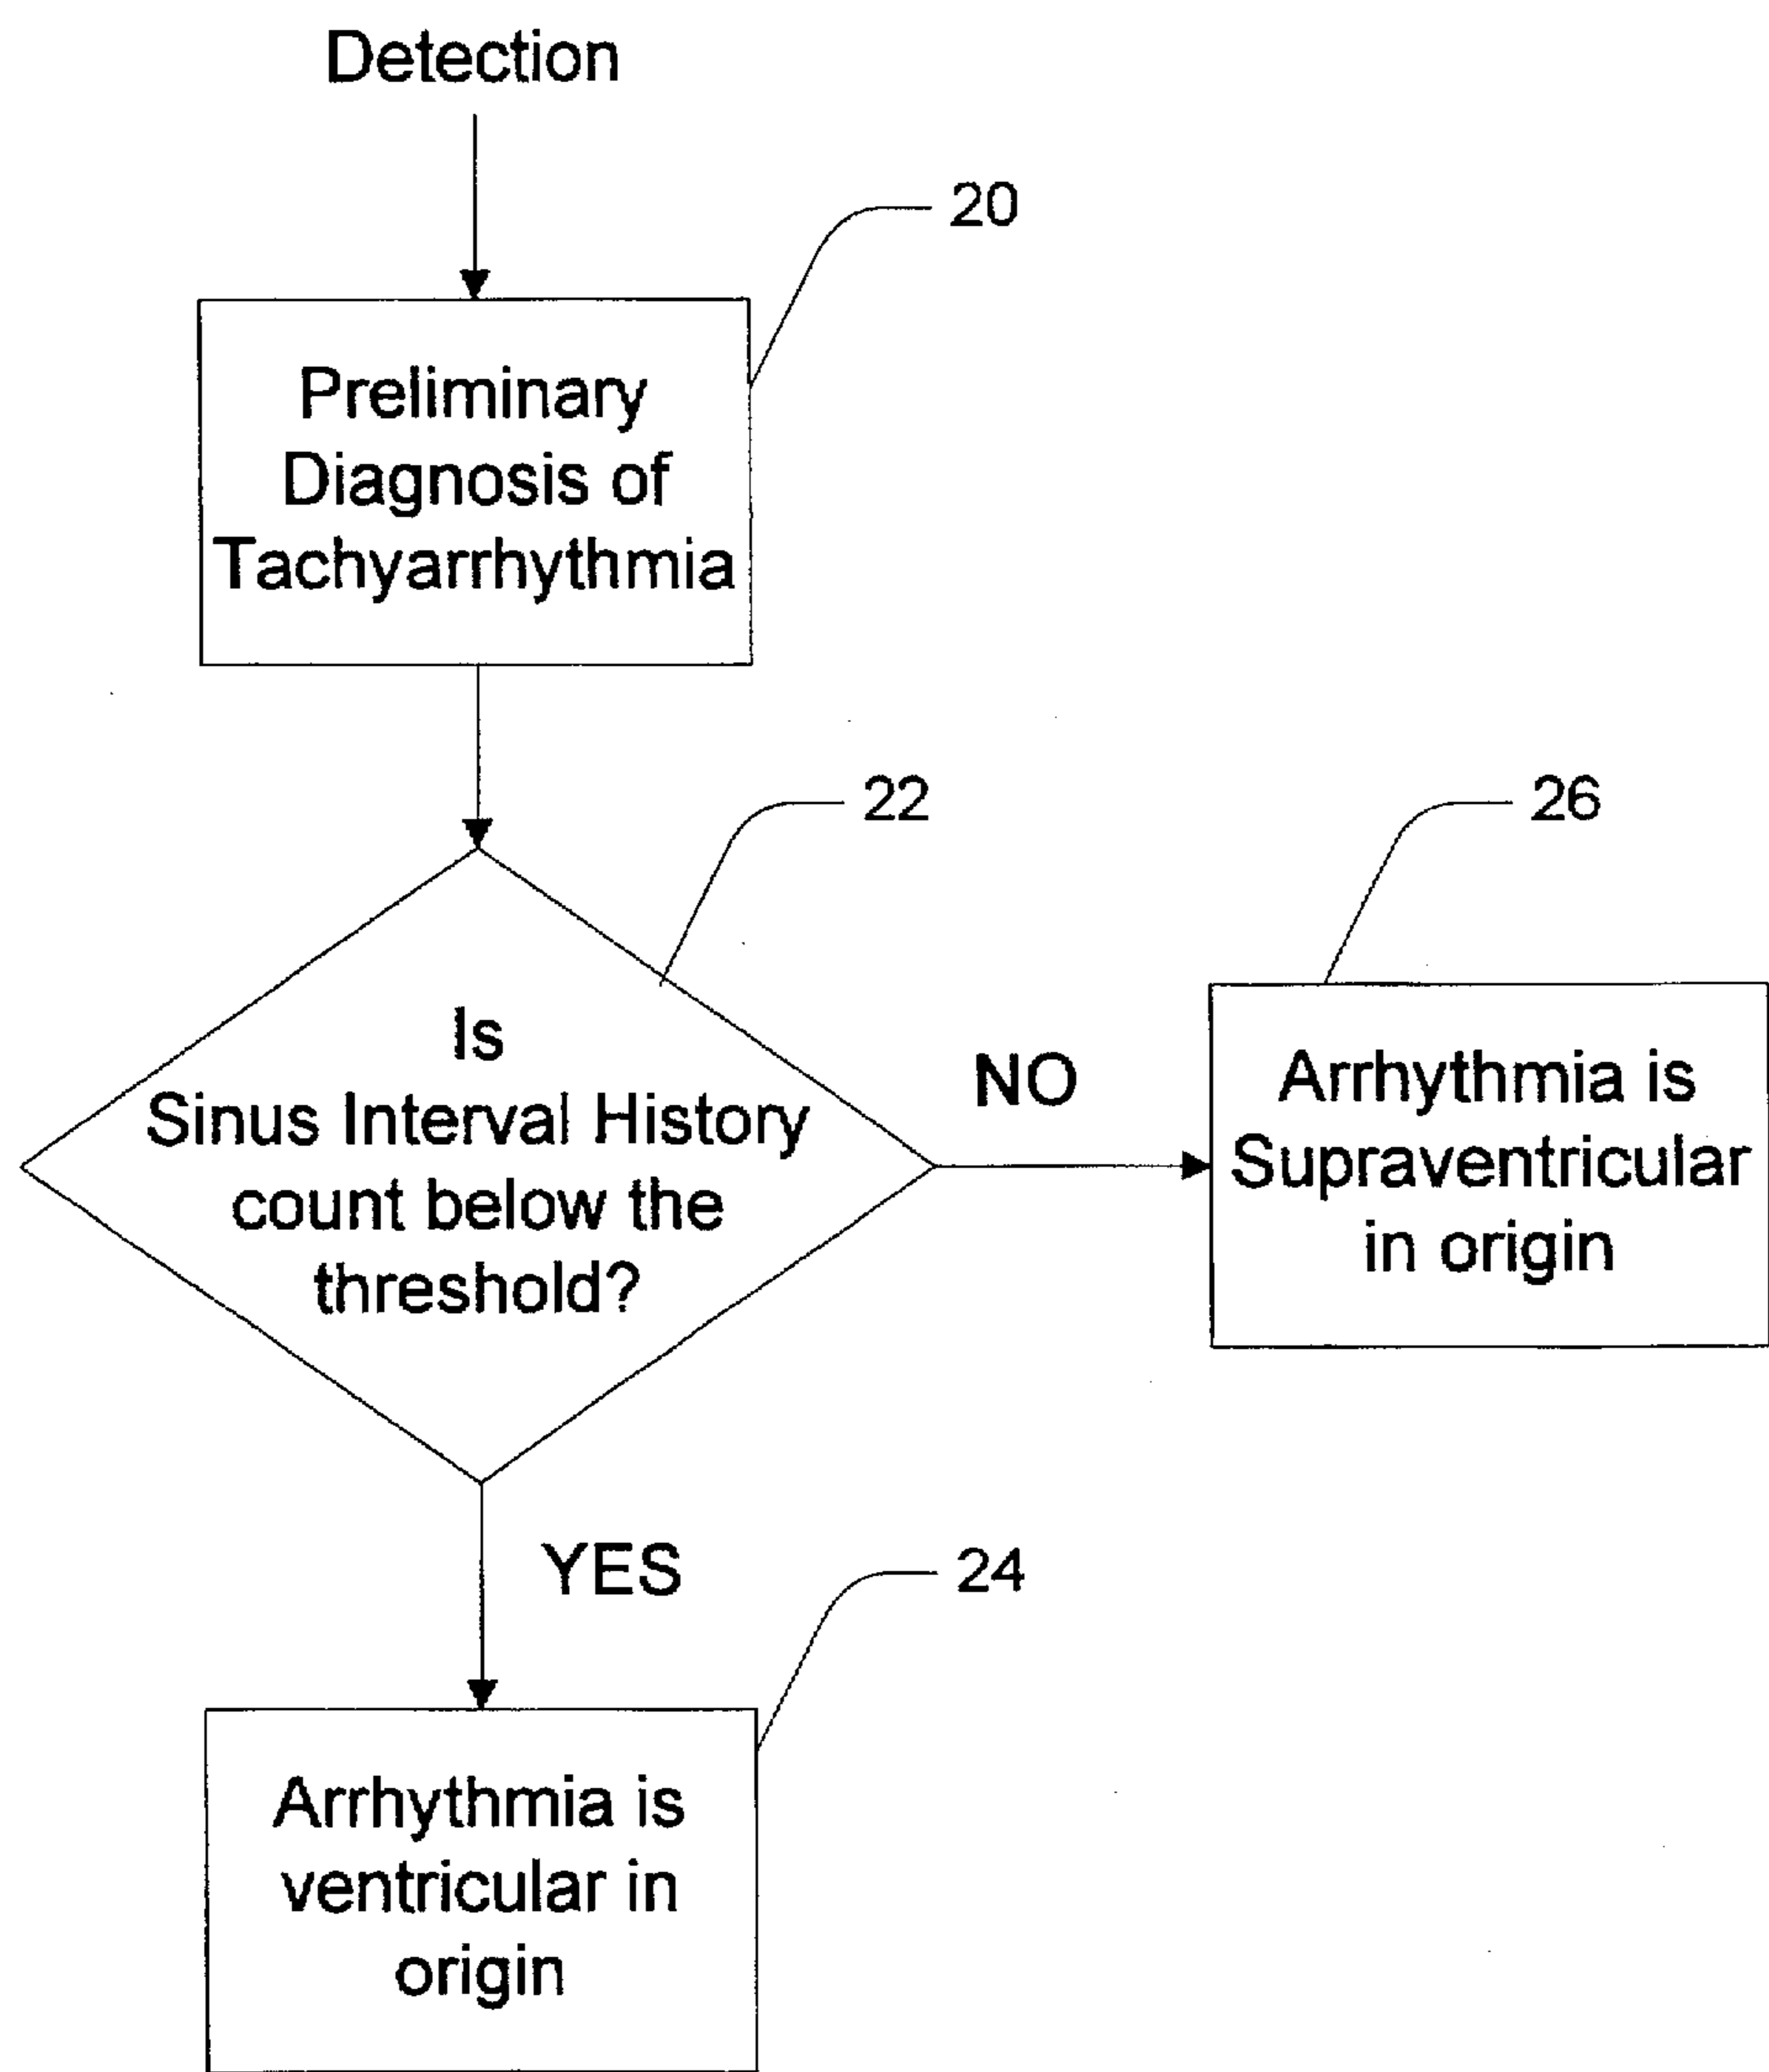 Detection
20
Preliminary
Diagnosis of
Tachyarrhythmia
22
26
Is
Sinus Interval History
count below the
threshold?
NO
Arrhythmia is
Supraventricular
in origin
YES
24
Arrhythmia is
ventricular in
origin